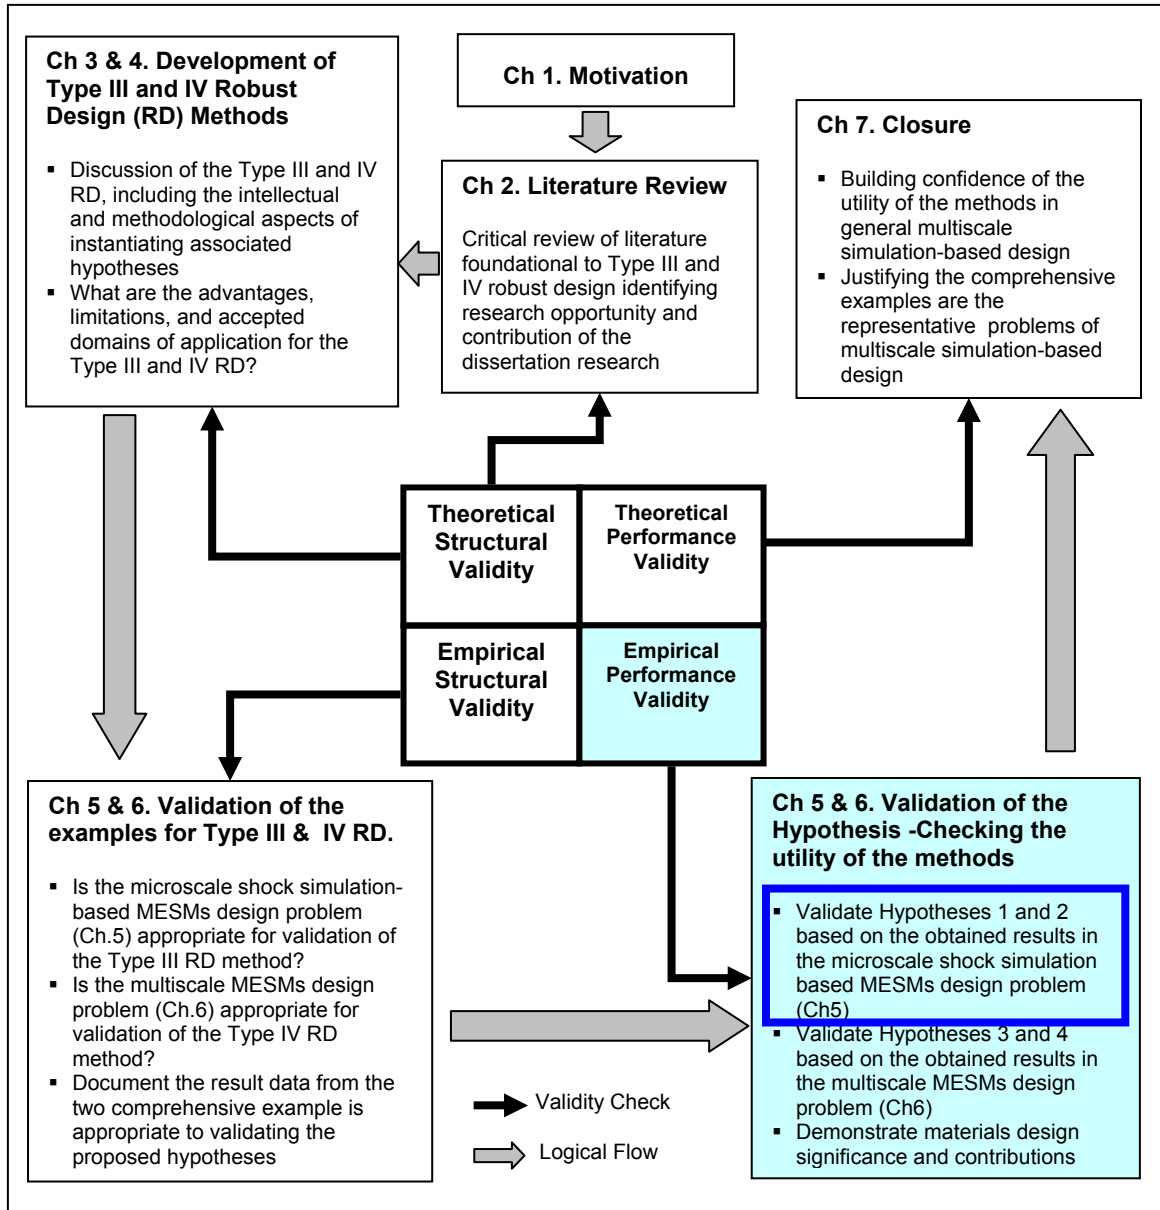 Ch 3 & 4. Development of
Type III and IV Robust
Design (RD) Methods
▪ Discussion of the Type III and IV
RD, including the intellectual
and methodological aspects of
instantiating associated
hypotheses
▪ What are the advantages,
limitations, and accepted
domains of application for the
Type III and IV RD?
Ch 1. Motivation
Ch 2. Literature Review
Critical review of literature
foundational to Type III and
IV robust design identifying
research opportunity and
contribution of the
dissertation research
Ch 7. Closure
▪ Building confidence of the
utility of the methods in
general multiscale
simulation-based design
▪ Justifying the comprehensive
examples are the
representative problems of
multiscale simulation-based
design
Theoretical
Structural
Validity
Theoretical
Performance
Validity
Empirical
Structural
Validity
Empirical
Performance
Validity
Ch 5 & 6. Validation of the
examples for Type III & IV RD.
▪ Is the microscale shock simulation-
based MESMs design problem
(Ch.5) appropriate for validation of
the Type III RD method?
▪ Is the multiscale MESMs design
problem (Ch.6) appropriate for
validation of the Type IV RD
method?
▪ Document the result data from the
two comprehensive example is
appropriate to validating the
proposed hypotheses
Validity Check
Logical Flow
Ch 5 & 6. Validation of the
Hypothesis -Checking the
utility of the methods
▪ Validate Hypotheses 1 and 2
based on the obtained results in
the microscale shock simulation
based MESMs design problem
(Ch5)
▪ Validate Hypotheses 3 and 4
based on the obtained results in
the multiscale MESMs design
problem (Ch6)
▪ Demonstrate materials design
significance and contributions